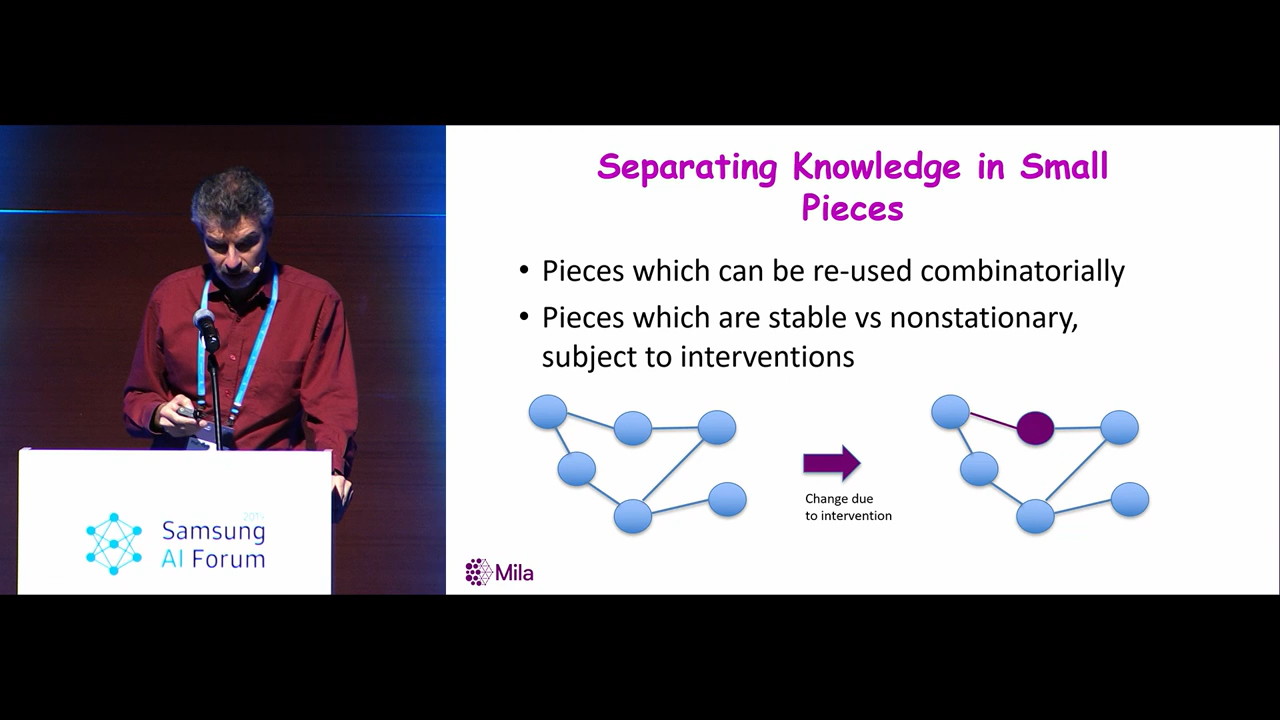 Separating Knowledge in Small
Pieces
• Pieces which can be re-used combinatorially
• Pieces which are stable vs nonstationary,
subject to interventions
Change due
to intervention
Mila
2019
Samsung
AI Forum